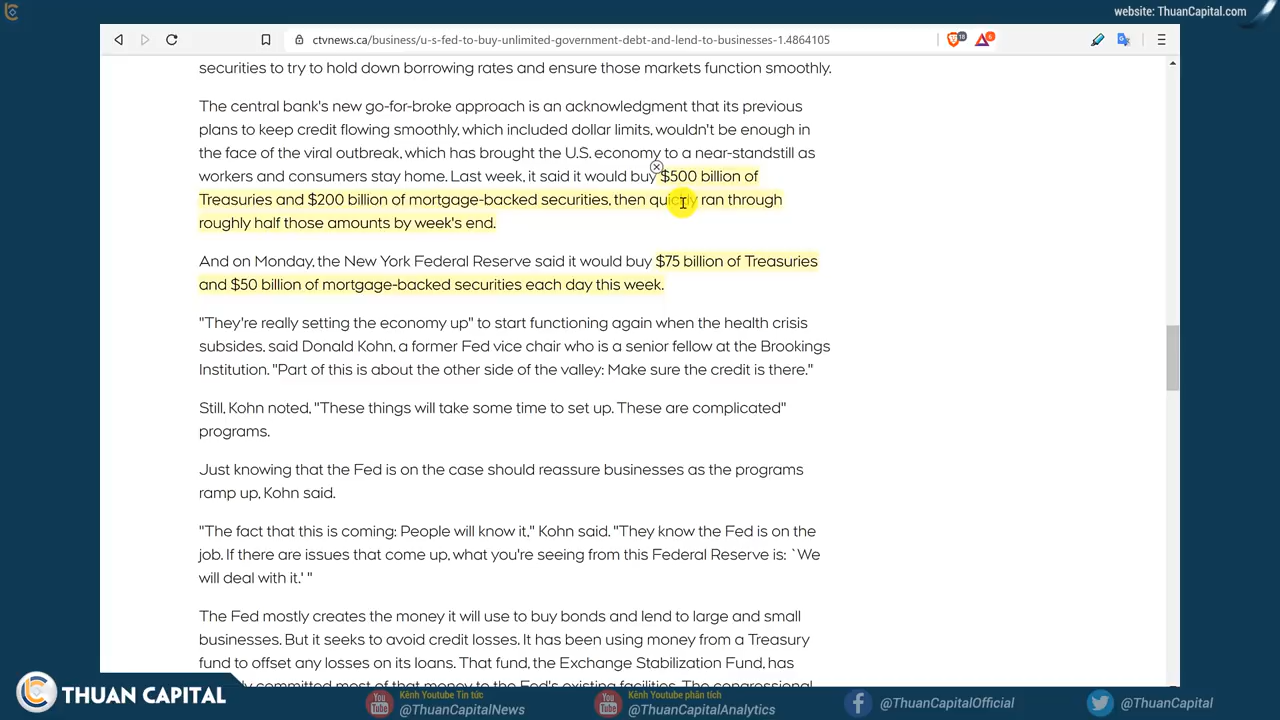 website: ThuanCapital.com
ctvnews.ca/business/u-s-fed-to-buy-unlimited-government-debt-and-lend-to-businesses-1.4864105
18
6
securities to try to hold down borrowing rates and ensure those markets function smoothly.
The central bank's new go-for-broke approach is an acknowledgment that its previous
plans to keep credit flowing smoothly, which included dollar limits, wouldn't be enough in
the face of the viral outbreak, which has brought the U.S. economy to a near-standstill as
workers and consumers stay home. Last week, it said it would buy $500 billion of
Treasuries and $200 billion of mortgage-backed securities, then quickly ran through
roughly half those amounts by week's end.
And on Monday, the New York Federal Reserve said it would buy $75 billion of Treasuries
and $50 billion of mortgage-backed securities each day this week.
"They're really setting the economy up" to start functioning again when the health crisis
subsides, said Donald Kohn, a former Fed vice chair who is a senior fellow at the Brookings
Institution. "Part of this is about the other side of the valley: Make sure the credit is there."
Still, Kohn noted, "These things will take some time to set up. These are complicated"
programs.
Just knowing that the Fed is on the case should reassure businesses as the programs
ramp up, Kohn said.
"The fact that this is coming: People will know it," Kohn said. "They know the Fed is on the
job. If there are issues that come up, what you're seeing from this Federal Reserve is: `We
will deal with it.' "
The Fed mostly creates the money it will use to buy bonds and lend to large and small
businesses. But it seeks to avoid credit losses. It has been using money from a Treasury
fund to offset any losses on its loans. That fund, the Exchange Stabilization Fund, has
committed most of that money to the Fed's existing facilities. The congressional
THUAN CAPITAL
You Tube
Kênh Youtube Tin tức
@ThuanCapitalNews
You Tube
Kênh Youtube phân tích
@ThuanCapitalAnalytics
@ThuanCapitalOfficial
@ThuanCapital